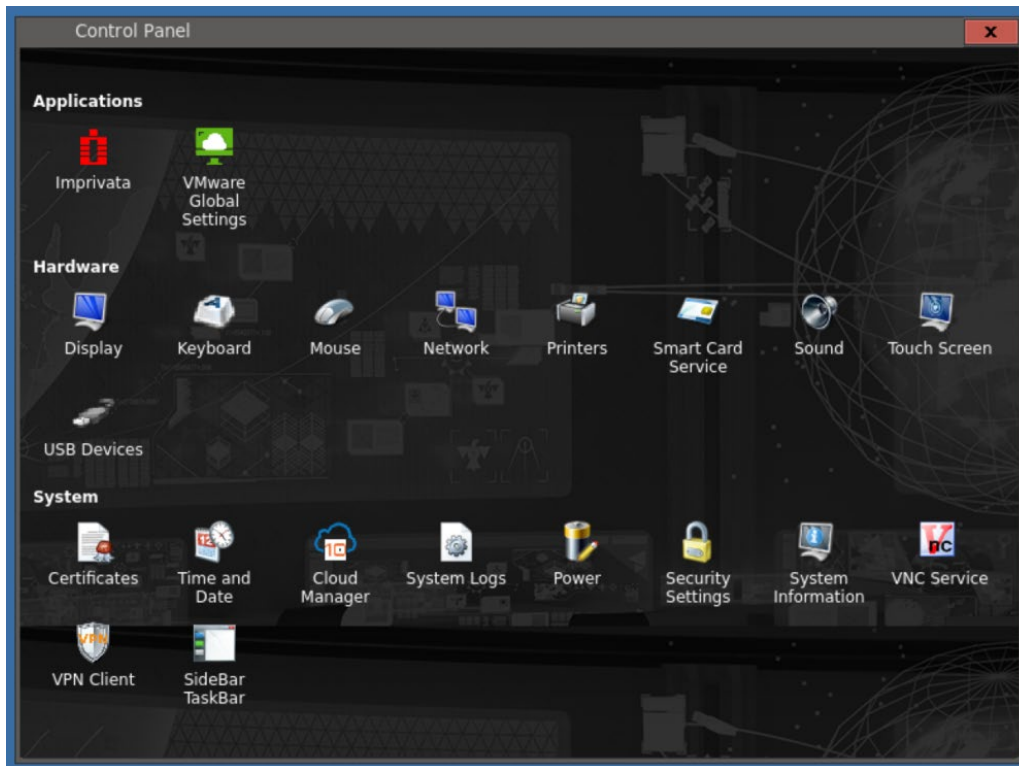 Control Panel
x
Applications
Imprivata
VMware
Global
Settings
Hardware
Display
Keyboard
Mouse
Network
Printers
Smart Card
Service
Sound
Touch Screen
USB Devices
System
Certificates
Time and
Date
Cloud
Manager
System Logs
Power
Security
Settings
System
Information
VNC Service
VPN Client
SideBar
TaskBar